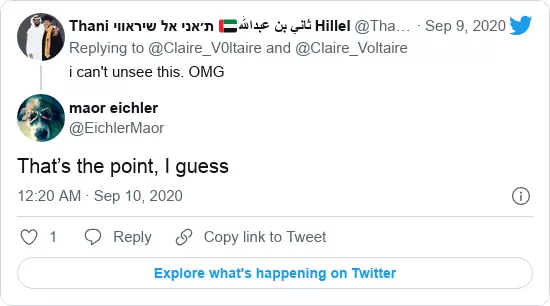 Thani ת׳אני אל שיראווי 🇦🇪ثاني بن عبدالله Hillel @Tha… · Sep 9, 2020
Replying to @Claire_V0ltaire and @Claire_Voltaire
i can't unsee this. OMG
maor eichler
@EichlerMaor
That’s the point, I guess
12:20 AM · Sep 10, 2020
1 Reply Copy link to Tweet
Explore what's happening on Twitter